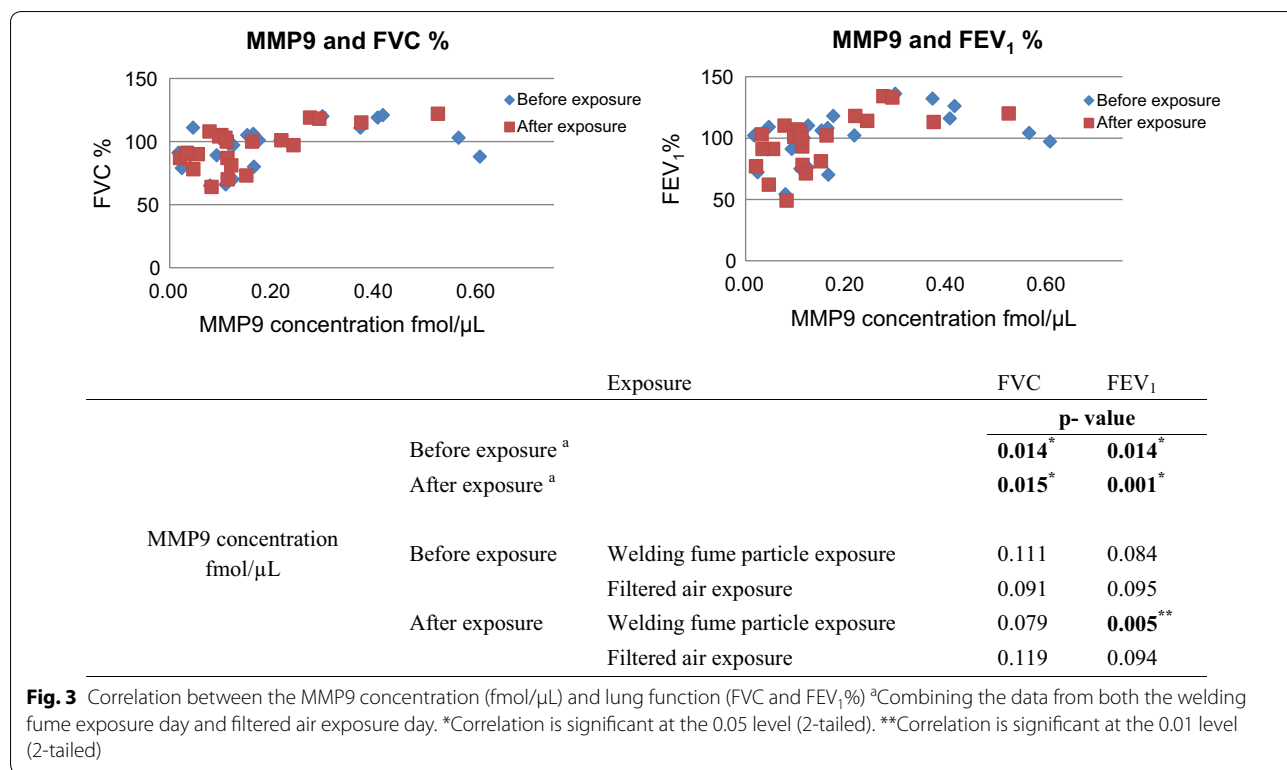 MMP9 and FVC %
150
100
50
0
FVC %
0.00 0.20 0.40 0.60
MMP9 concentration fmol/µL
Before exposure
After exposure
MMP9 and FEV₁ %
150
100
50
0
FEV₁%
0.00 0.20 0.40 0.60
MMP9 concentration fmol/µL
Before exposure
After exposure
Exposure FVC FEV₁
p- value
Before exposure ᵃ 0.014* 0.014*
After exposure ᵃ 0.015* 0.001*
MMP9 concentration
fmol/µL
Before exposure Welding fume particle exposure 0.111 0.084
Filtered air exposure 0.091 0.095
After exposure Welding fume particle exposure 0.079 0.005**
Filtered air exposure 0.119 0.094
Fig. 3 Correlation between the MMP9 concentration (fmol/µL) and lung function (FVC and FEV₁%) ᵃCombining the data from both the welding
fume exposure day and filtered air exposure day. *Correlation is significant at the 0.05 level (2-tailed). **Correlation is significant at the 0.01 level
(2-tailed)